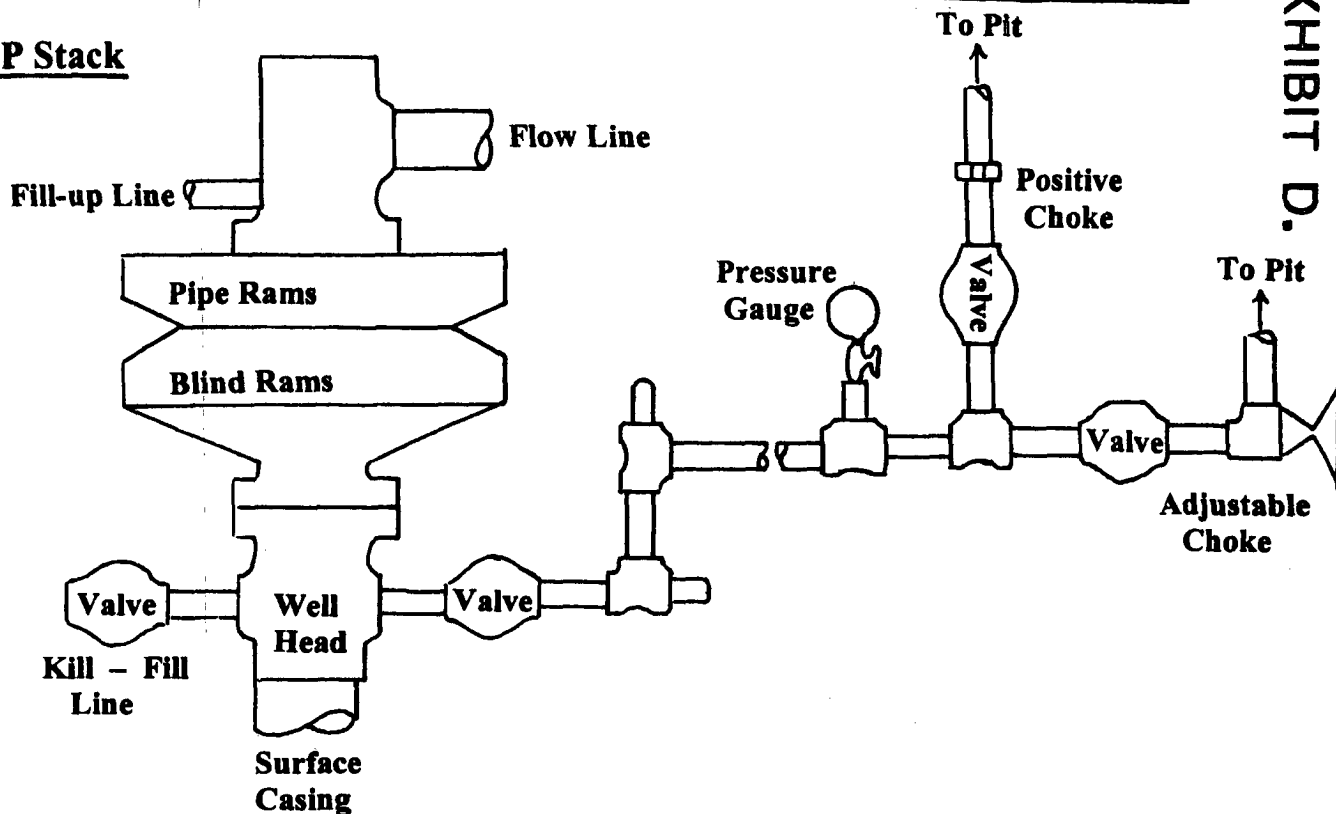 P Stack
To Pit
KHIBIT D.
Flow Line
Fill-up Line
Positive
Choke
Valve
Pressure
Gauge
To Pit
Pipe Rams
Blind Rams
Valve
Adjustable
Choke
Valve
Well
Head
Valve
Kill – Fill
Line
Surface
Casing